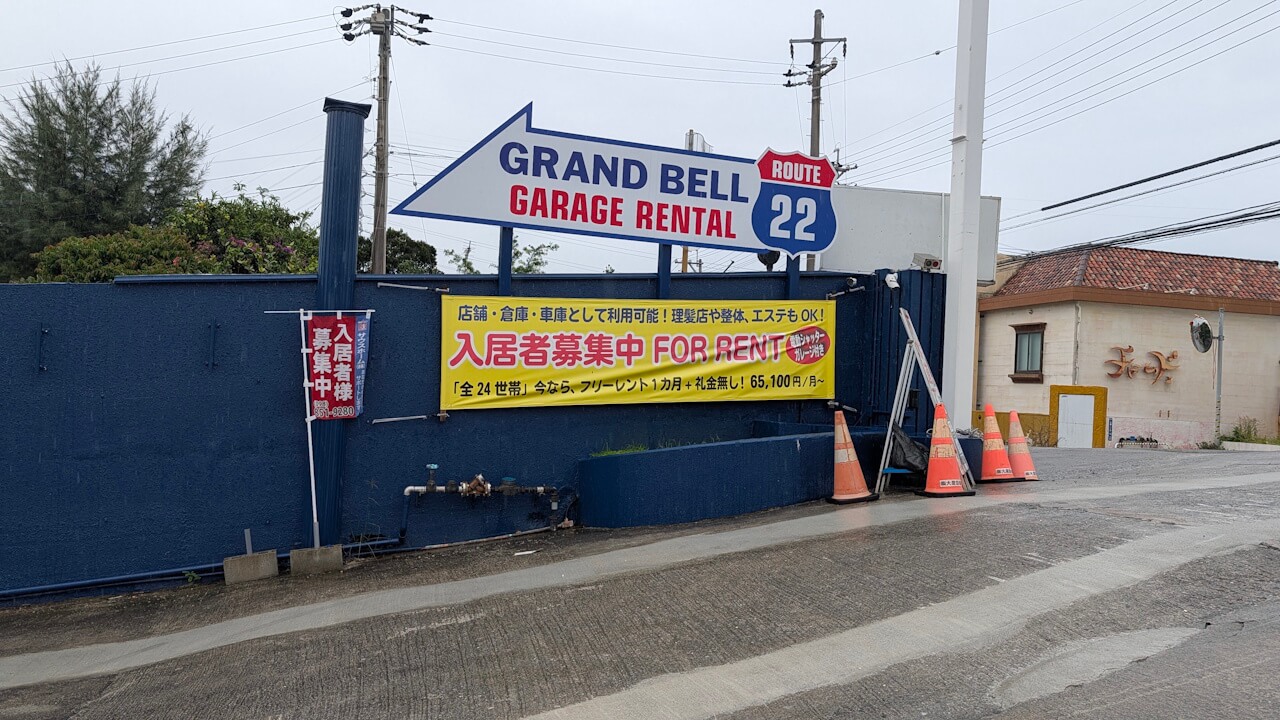 GRAND BELL
GARAGE RENTAL
ROUTE
22
店舗・倉庫・車庫として利用可能！理髪店や整体、エステもOK！
入居者募集中 FOR RENT
電動シャッター
ガレージ付き
「全24世帯」今なら、フリーレント1カ月＋礼金無し！65,100円/月～
入居者様
募集中
851-9280